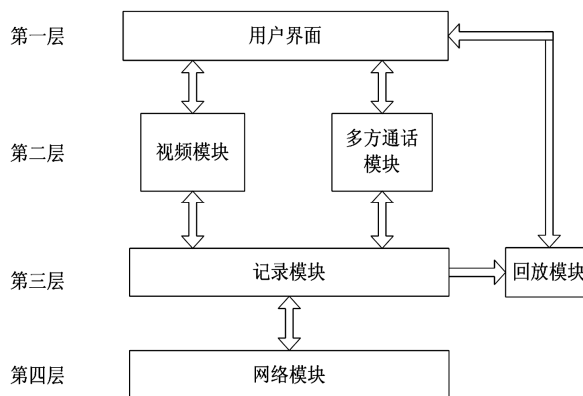 第一层
用户界面
第二层
视频模块
多方通话
模块
第三层
记录模块
回放模块
第四层
网络模块